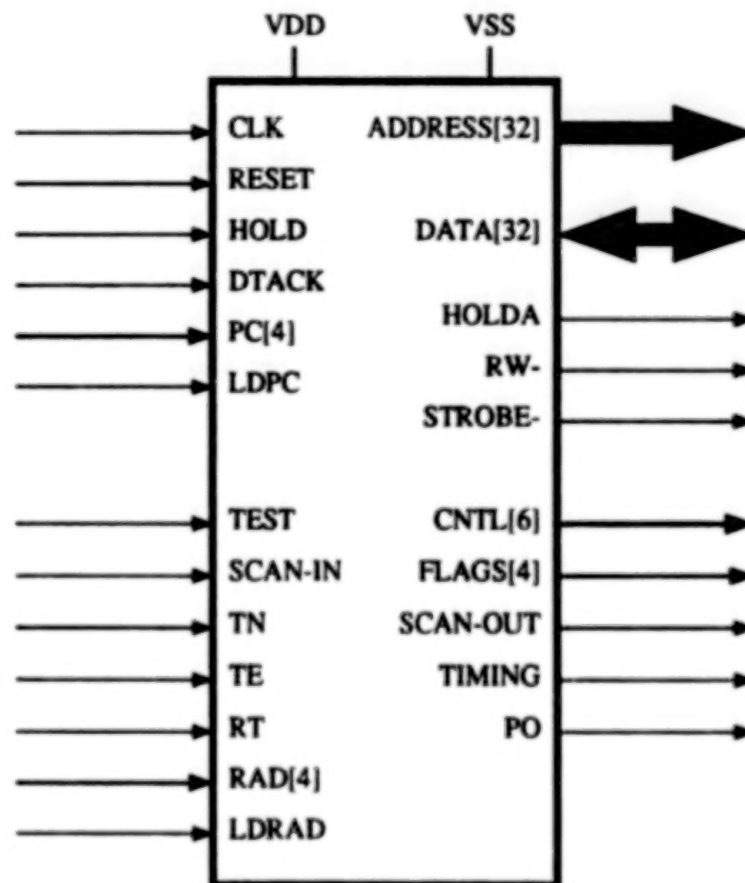 VDD VSS
CLK ADDRESS[32]
RESET
HOLD DATA[32]
DTACK
HOLDA
PC[4]
RW-
LDPC
STROBE-
TEST CNTL[6]
SCAN-IN FLAGS[4]
TN SCAN-OUT
TE TIMING
RT PO
RAD[4]
LDRAD